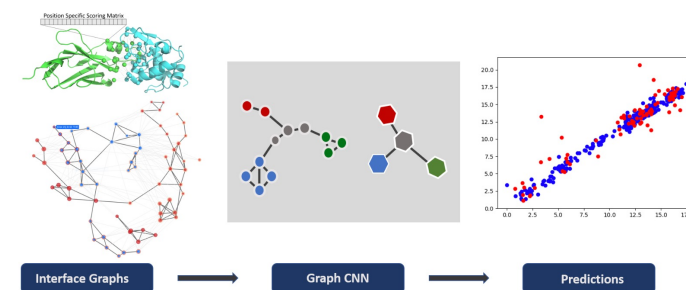 Position Specific Scoring Matrix
20.0
17.5
15.0
12.5
10.0
7.5
5.0
2.5
0.0
0.0 2.5 5.0 7.5 10.0 12.5 15.0
Interface Graphs
Graph CNN
Predictions